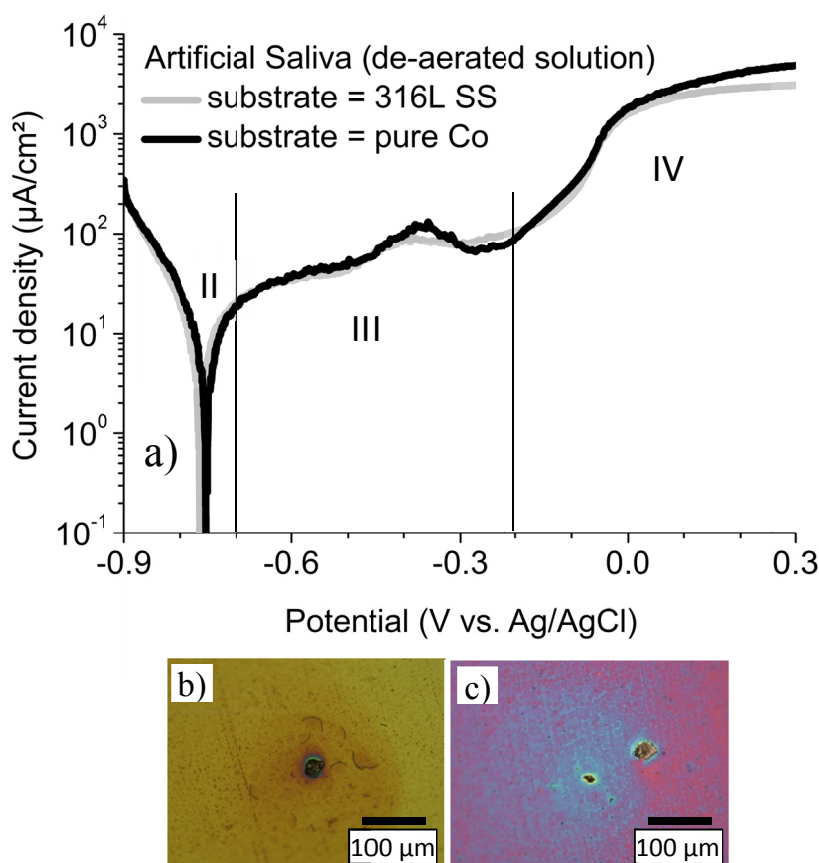 Artificial Saliva (de-aerated solution)
substrate = 316L SS
substrate = pure Co
10⁴
10³
10²
10¹
10⁰
10⁻¹
Current density (µA/cm²)
II
III
IV
a)
-0.9 -0.6 -0.3 0.0 0.3
Potential (V vs. Ag/AgCl)
b)
100 µm
c)
100 µm